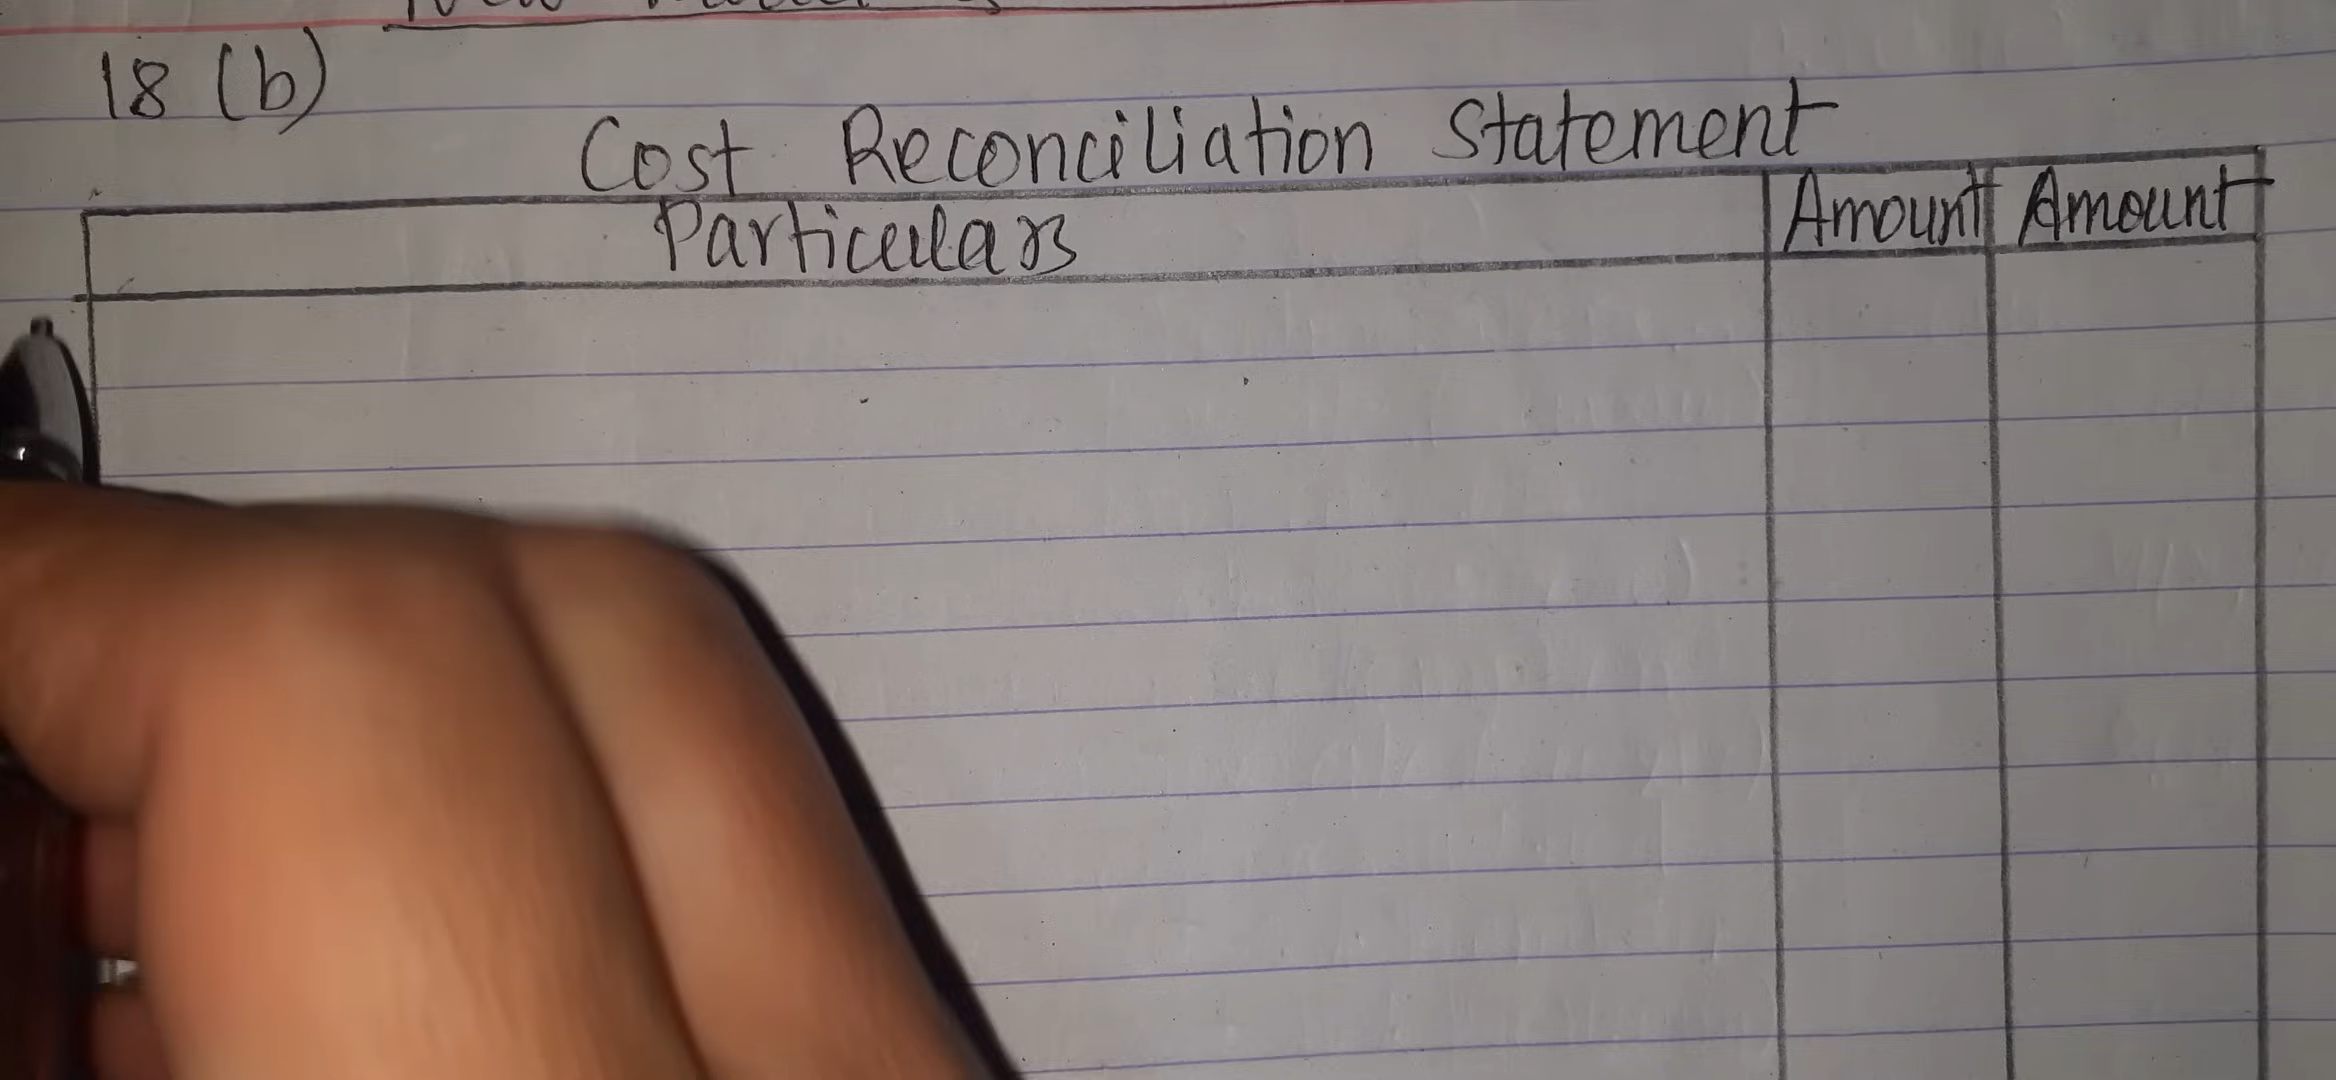 18 (b)
Cost Reconciliation Statement
Particulars Amount Amount